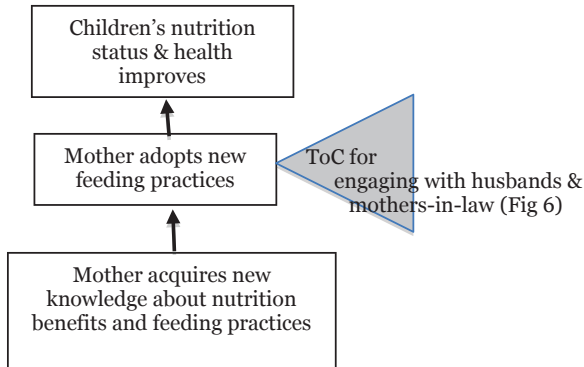 Children's nutrition
status & health
improves
Mother adopts new
feeding practices
ToC for
engaging with husbands &
mothers-in-law (Fig 6)
Mother acquires new
knowledge about nutrition
benefits and feeding practices